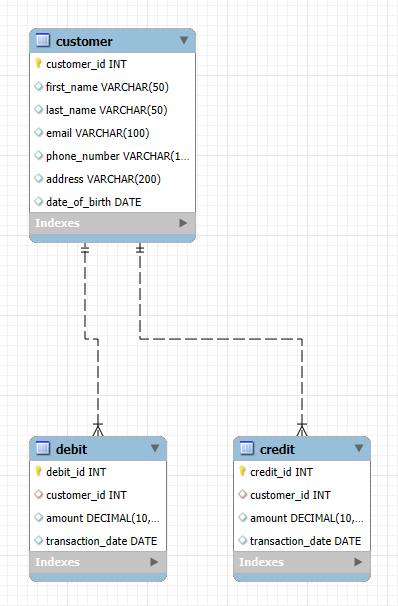 customer
customer_id INT
first_name VARCHAR(50)
last_name VARCHAR(50)
email VARCHAR(100)
phone_number VARCHAR(1...
address VARCHAR(200)
date_of_birth DATE
Indexes
debit
debit_id INT
customer_id INT
amount DECIMAL(10,...
transaction_date DATE
Indexes
credit
credit_id INT
customer_id INT
amount DECIMAL(10,...
transaction_date DATE
Indexes